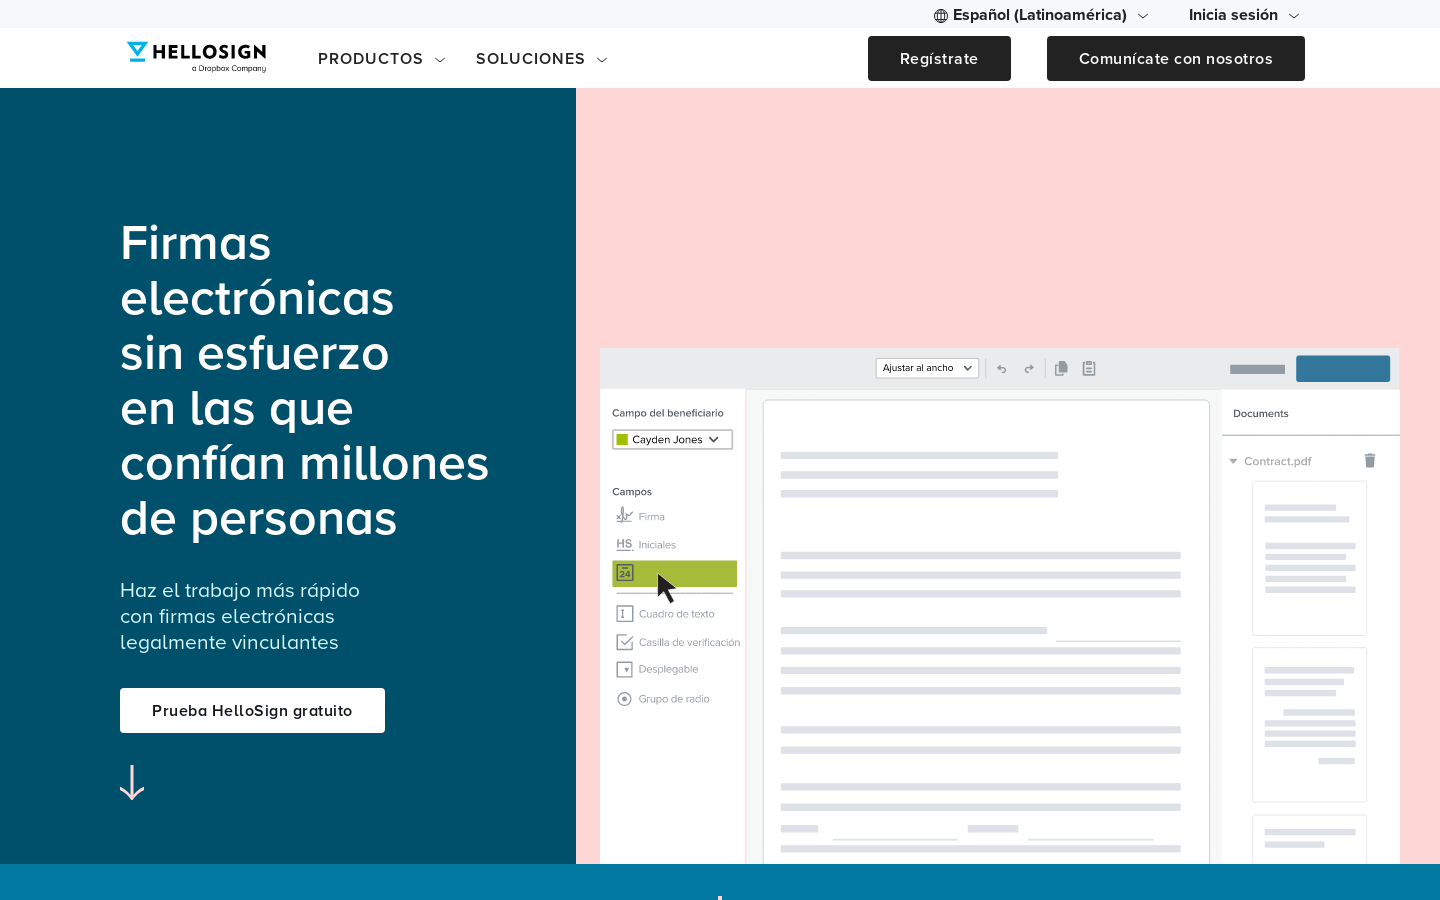 Español (Latinoamérica)
Inicia sesión
HELLOSIGN
a Dropbox Company
PRODUCTOS
SOLUCIONES
Regístrate
Comunícate con nosotros
Firmas
electrónicas
sin esfuerzo
en las que
confían millones
de personas
Haz el trabajo más rápido
con firmas electrónicas
legalmente vinculantes
Prueba HelloSign gratuito
Ajustar al ancho
Campo del beneficiario
Cayden Jones
Campos
Firma
HS Iniciales
24
Cuadro de texto
Casilla de verificación
Desplegable
Grupo de radio
Documents
Contract.pdf